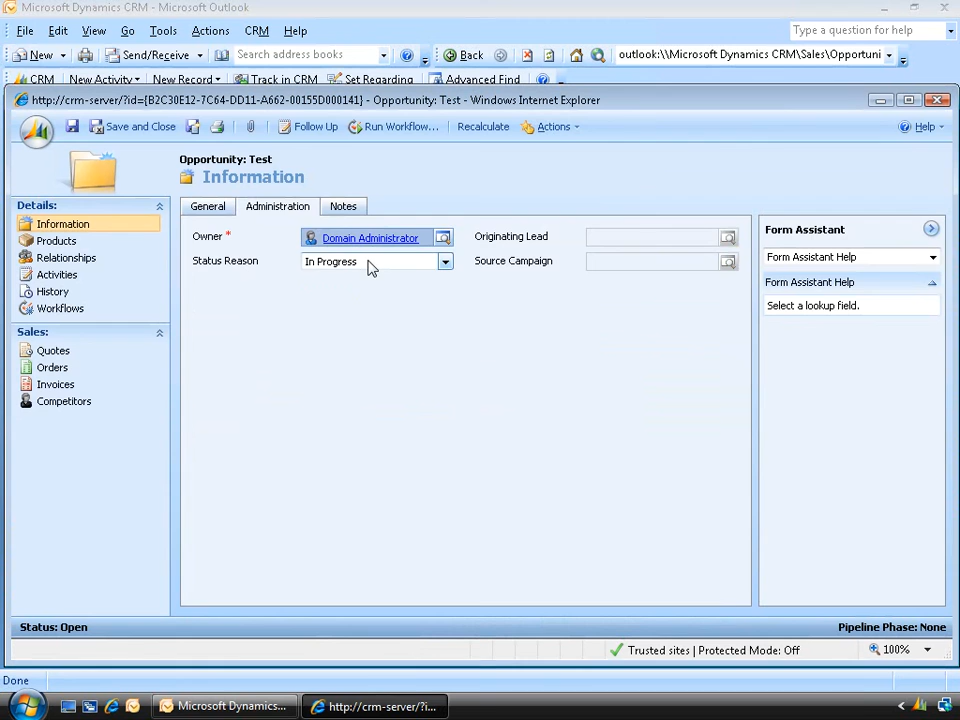 Microsoft Dynamics CRM - Microsoft Outlook
File Edit View Go Tools Actions CRM Help
Type a question for help
New Send/Receive Search address books Back outlook:\\Microsoft Dynamics CRM\Sales\Opportuni
CRM New Activity New Record Track in CRM Set Regarding Advanced Find
http://crm-server/?id={B2C30E12-7C64-DD11-A662-00155D000141} - Opportunity: Test - Windows Internet Explorer
Save and Close Follow Up Run Workflow... Recalculate Actions Help
Opportunity: Test
Information
Details:
Information
Products
Relationships
Activities
History
Workflows
Sales:
Quotes
Orders
Invoices
Competitors
General Administration Notes
Owner * Domain Administrator Originating Lead
Status Reason In Progress Source Campaign
Form Assistant
Form Assistant Help
Form Assistant Help
Select a lookup field.
Status: Open Pipeline Phase: None
Trusted sites | Protected Mode: Off 100%
Done
Microsoft Dynamics... http://crm-server/?i...